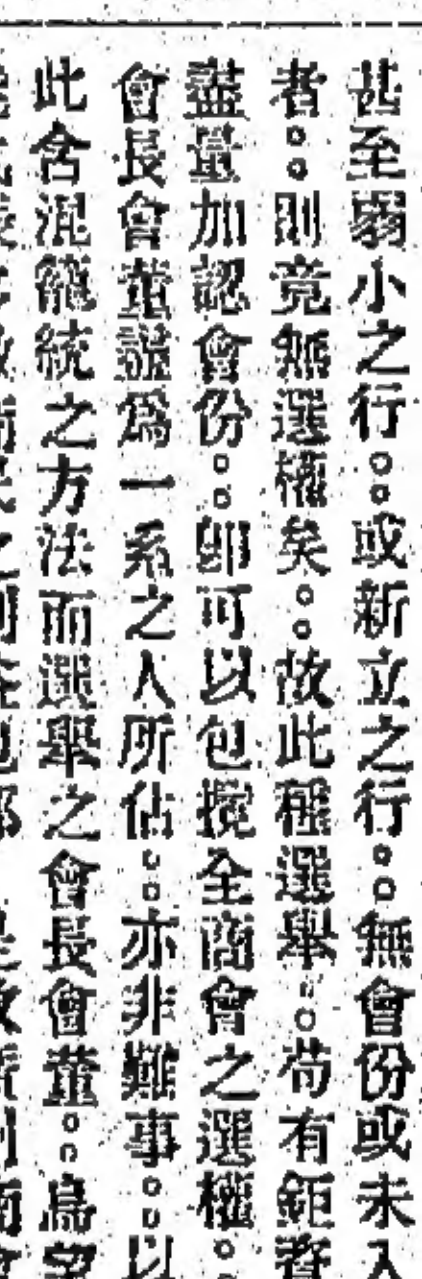 甚至弱小之行。。或新立之行。。無會份或未入
者。。則竟無選權矣。。故此種選舉。。苟有鉅資
盡量加認會份。。即可以包攬全商會之選權。
會長會董議爲一系之人所佔。。亦非難事。。以
此含混籠統之方法而選舉之會長會董。。烏望